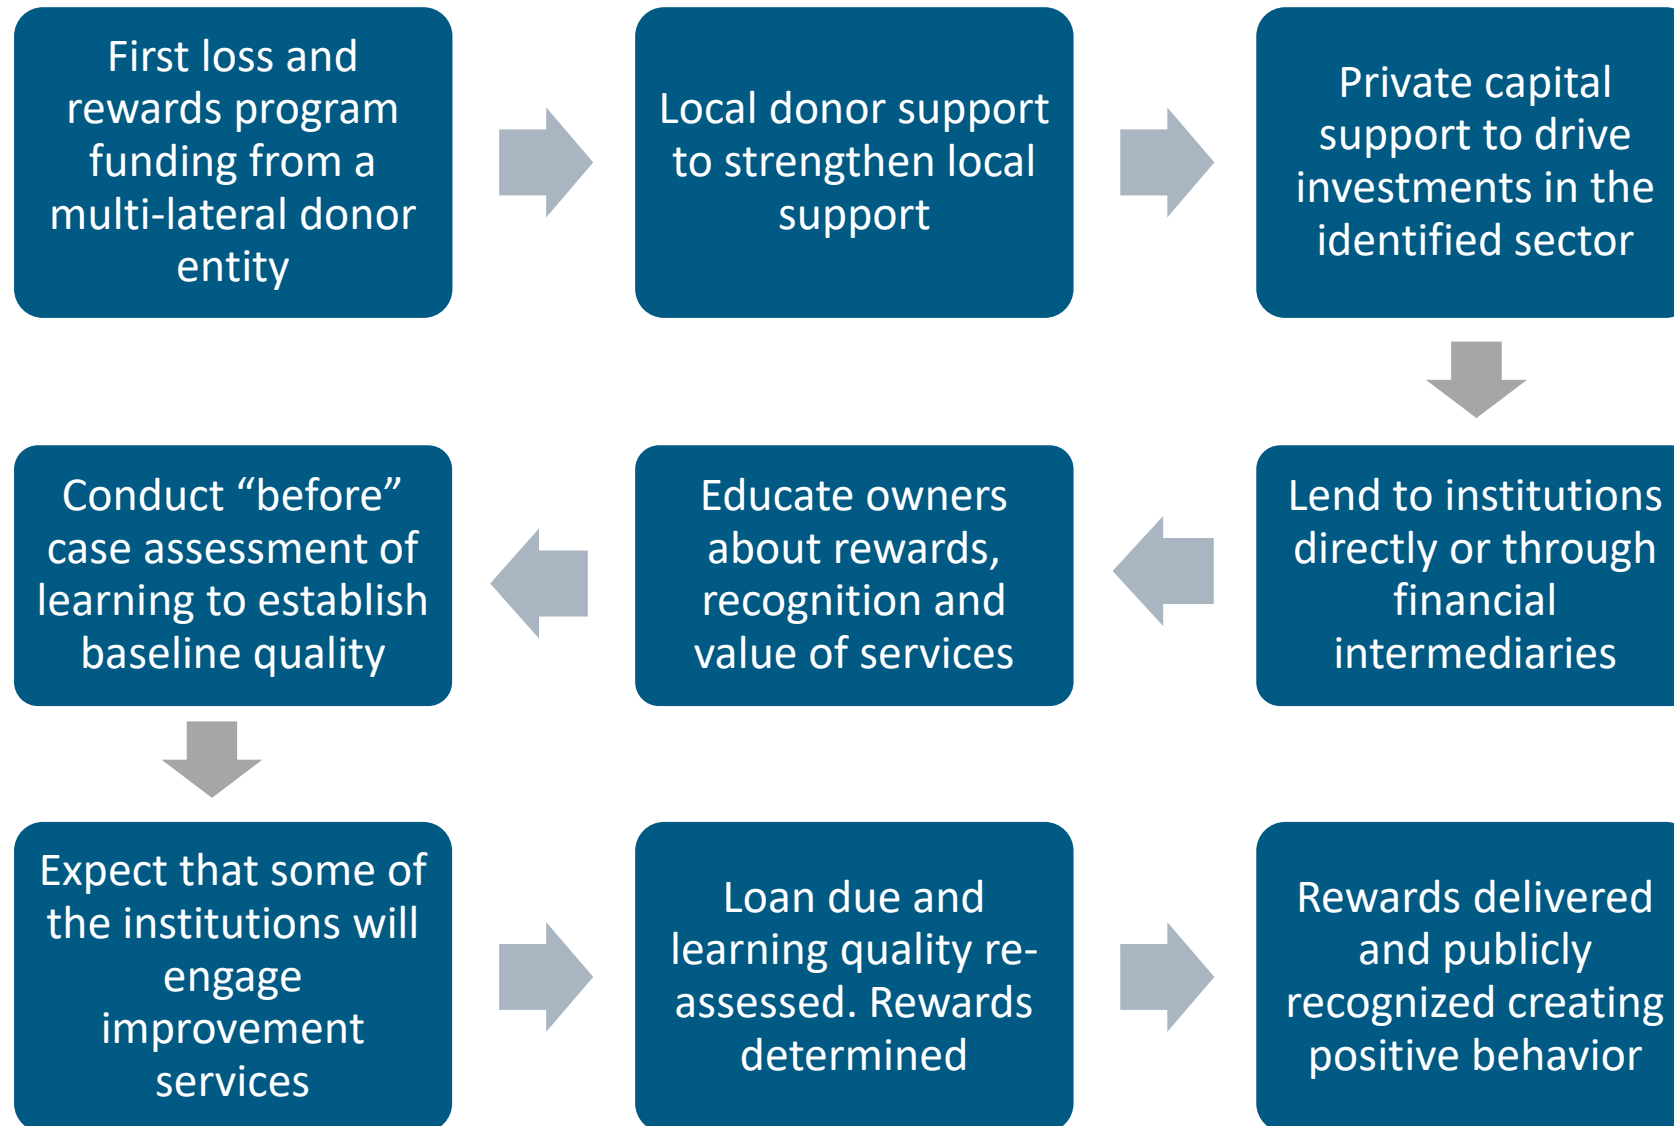 First loss and
rewards program
funding from a
multi-lateral donor
entity
Local donor support
to strengthen local
support
Private capital
support to drive
investments in the
identified sector
Lend to institutions
directly or through
financial
intermediaries
Educate owners
about rewards,
recognition and
value of services
Conduct “before”
case assessment of
learning to establish
baseline quality
Expect that some of
the institutions will
engage
improvement
services
Loan due and
learning quality re-
assessed. Rewards
determined
Rewards delivered
and publicly
recognized creating
positive behavior